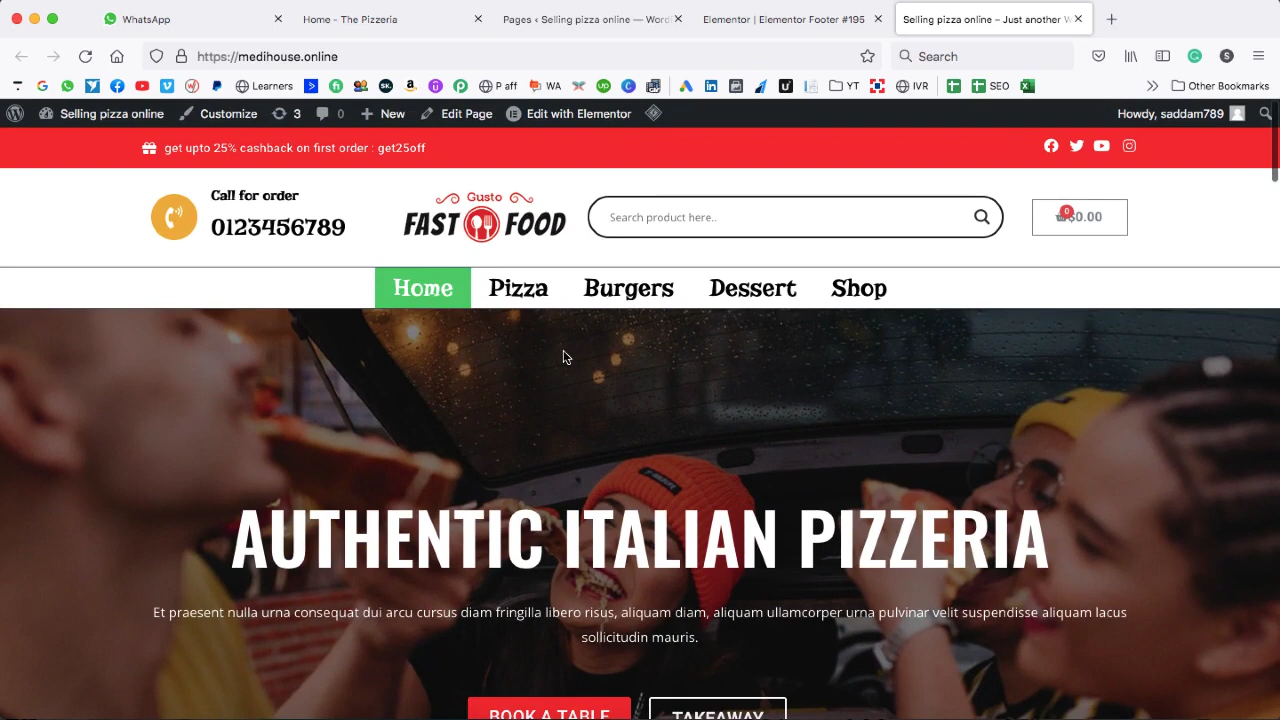 WhatsApp
Home - The Pizzeria
Pages ‹ Selling pizza online — Word
Elementor | Elementor Footer #195
Selling pizza online – Just another W
https://medihouse.online
Search
Learners
P aff
WA
YT
IVR
SEO
Other Bookmarks
Selling pizza online
Customize
3
0
New
Edit Page
Edit with Elementor
Howdy, saddam789
get upto 25% cashback on first order : get25off
Call for order
0123456789
Gusto
FAST FOOD
Search product here..
0
$0.00
Home
Pizza
Burgers
Dessert
Shop
AUTHENTIC ITALIAN PIZZERIA
Et praesent nulla urna consequat dui arcu cursus diam fringilla libero risus, aliquam diam, aliquam ullamcorper urna pulvinar velit suspendisse aliquam lacus
sollicitudin mauris.
BOOK A TABLE
TAKEAWAY